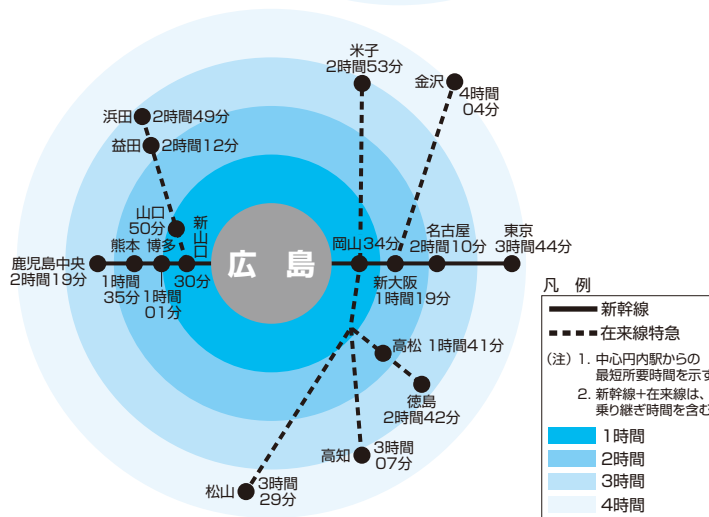 米子
2時間53分
金沢
4時間
04分
浜田
2時間49分
益田
2時間12分
山口
50分
新山口
30分
熊本
1時間
35分
博多
1時間
01分
鹿児島中央
2時間19分
広島
岡山34分
新大阪
1時間19分
名古屋
2時間10分
東京
3時間44分
高松 1時間41分
徳島
2時間42分
高知
3時間
07分
松山
3時間
29分
凡 例
新幹線
在来線特急
(注) 1. 中心円内駅からの
最短所要時間を示す
2. 新幹線+在来線は、
乗り継ぎ時間を含む
1時間
2時間
3時間
4時間